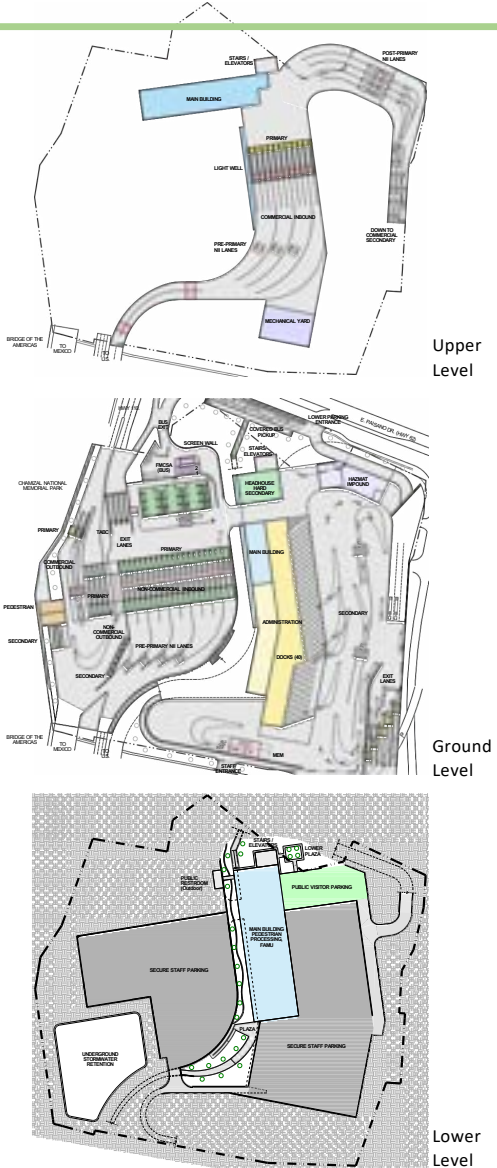 STAIRS /
ELEVATORS
POST-PRIMARY
NII LANES
MAIN BUILDING
PRIMARY
LIGHT WELL
COMMERCIAL INBOUND
DOWN TO
COMMERCIAL
SECONDARY
PRE-PRIMARY
NII LANES
MECHANICAL YARD
BRIDGE OF THE
AMERICAS
TO
MEXICO
TO
U.S.
Upper
Level
BUS
EXIT
COVERED BUS
PICKUP
LOWER PARKING
ENTRANCE
E. PAISANO DR. (HWY 62)
SCREEN WALL
STAIRS/
ELEVATORS
FMCSA
(BUS)
CHAMIZAL NATIONAL
MEMORIAL PARK
HEADHOUSE
HARD
SECONDARY
HAZMAT
IMPOUND
PRIMARY
TABC
EXIT
LANES
COMMERCIAL
OUTBOUND
PRIMARY
MAIN BUILDING
NON-COMMERCIAL INBOUND
PRIMARY
PEDESTRIAN
SECONDARY
NON-
COMMERCIAL
OUTBOUND
ADMINISTRATION
SECONDARY
PRE-PRIMARY NII LANES
DOCKS (40)
SECONDARY
EXIT
LANES
BRIDGE OF THE
AMERICAS
TO
MEXICO
TO
U.S.
MEM
STAFF
ENTRANCE
Ground
Level
STAIRS /
ELEVATORS
LOWER
PLAZA
PUBLIC
RESTROOM
(Outdoor)
PUBLIC VISITOR PARKING
MAIN BUILDING
PEDESTRIAN
PROCESSING,
FAMU
SECURE STAFF PARKING
PLAZA
SECURE STAFF PARKING
UNDERGROUND
STORMWATER
RETENTION
Lower
Level